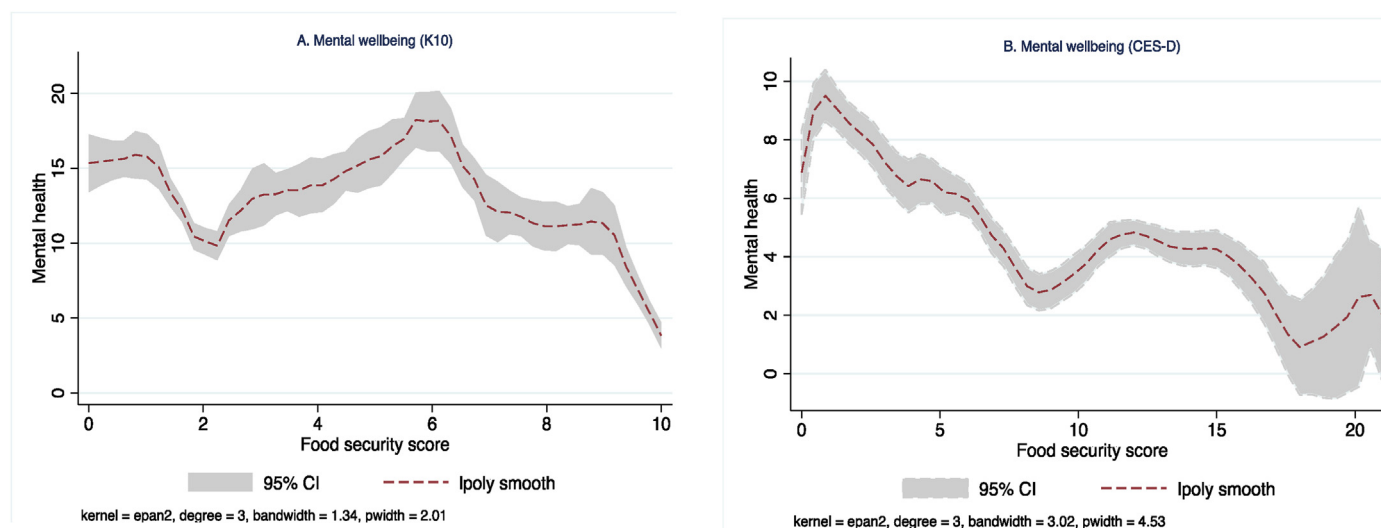 A. Mental wellbeing (K10)
Mental health
20
15
10
5
0
0 2 4 6 8 10
Food security score
95% CI lpoly smooth
kernel = epan2, degree = 3, bandwidth = 1.34, pwidth = 2.01
B. Mental wellbeing (CES-D)
Mental health
10
8
6
4
2
0
0 5 10 15 20
Food security score
95% CI lpoly smooth
kernel = epan2, degree = 3, bandwidth = 3.02, pwidth = 4.53